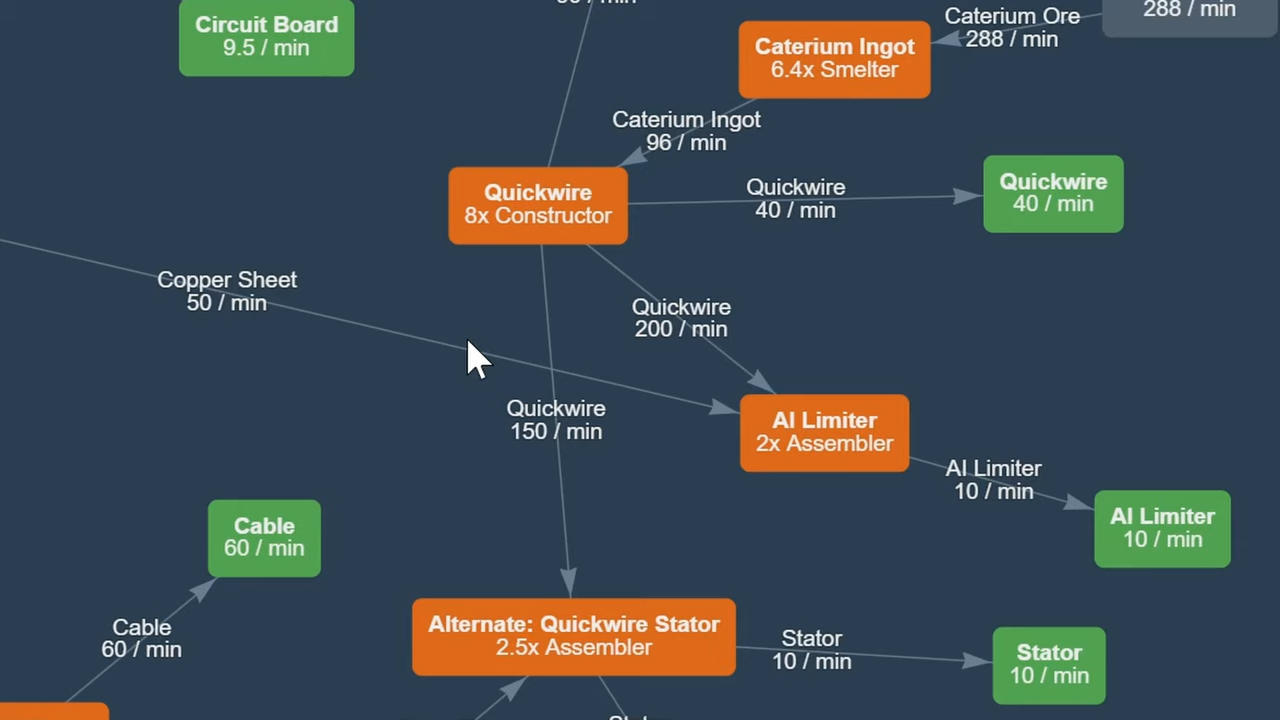 / min
Circuit Board
9.5 / min
Caterium Ore
288 / min
288 / min
Caterium Ingot
6.4x Smelter
Caterium Ingot
96 / min
Quickwire
8x Constructor
Quickwire
40 / min
Quickwire
40 / min
Copper Sheet
50 / min
Quickwire
200 / min
Quickwire
150 / min
AI Limiter
2x Assembler
AI Limiter
10 / min
AI Limiter
10 / min
Cable
60 / min
Cable
60 / min
Alternate: Quickwire Stator
2.5x Assembler
Stator
10 / min
Stator
10 / min